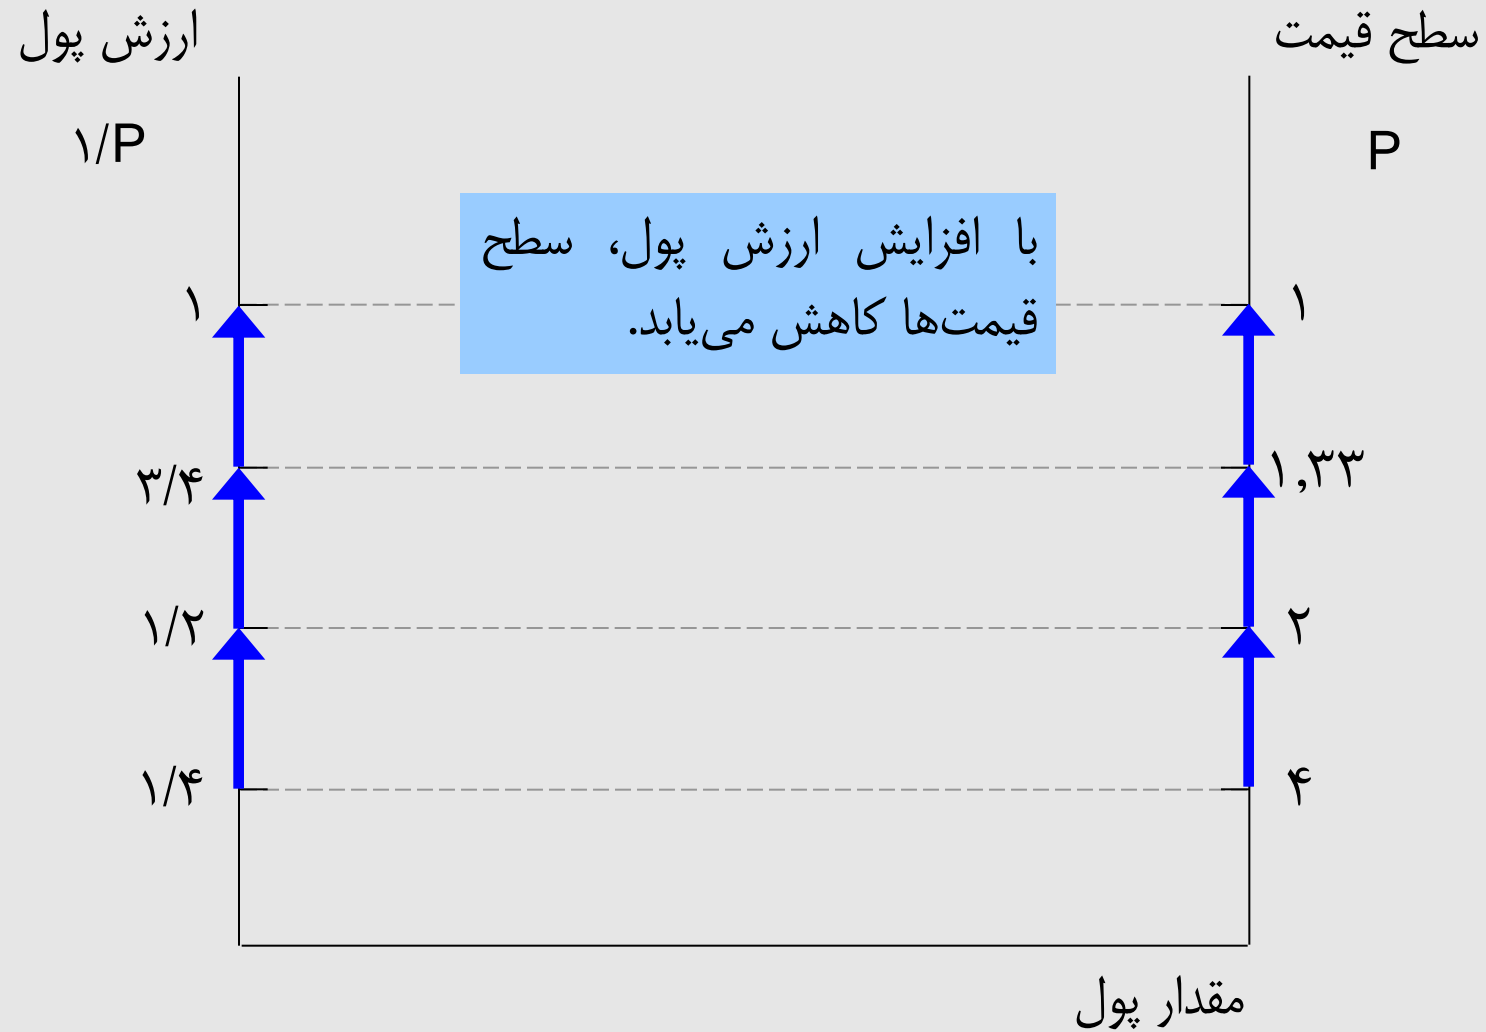 سطح قیمت
ارزش پول
P
۱/P
با افزایش ارزش پول، سطح
قیمت‌ها کاهش می‌یابد.
۱
۱
۱,۳۳
۳/۴
۲
۱/۲
۴
۱/۴
مقدار پول